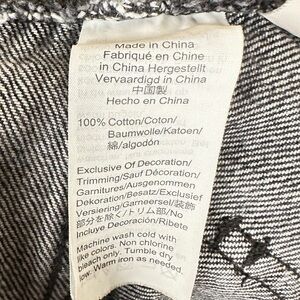 Made in China
Fabriqué en Chine
in China Hergestellt
Vervaardigd in China
中国製
Hecho en China
100% Cotton/Coton/
Baumwolle/Katoen/
綿/algodón
Exclusive Of Decoration/
Trimming/Sauf Décoration/
Garnitures/Ausgenommen
Dekoration/Besatz/Exclusief
Versiering/Garneersel/装飾
部分を除く/トリム部/No
Incluye Decoración/Ribete
Machine wash cold with
like colors. Non chlorine
bleach only. Tumble dry
low. Warm iron as needed.